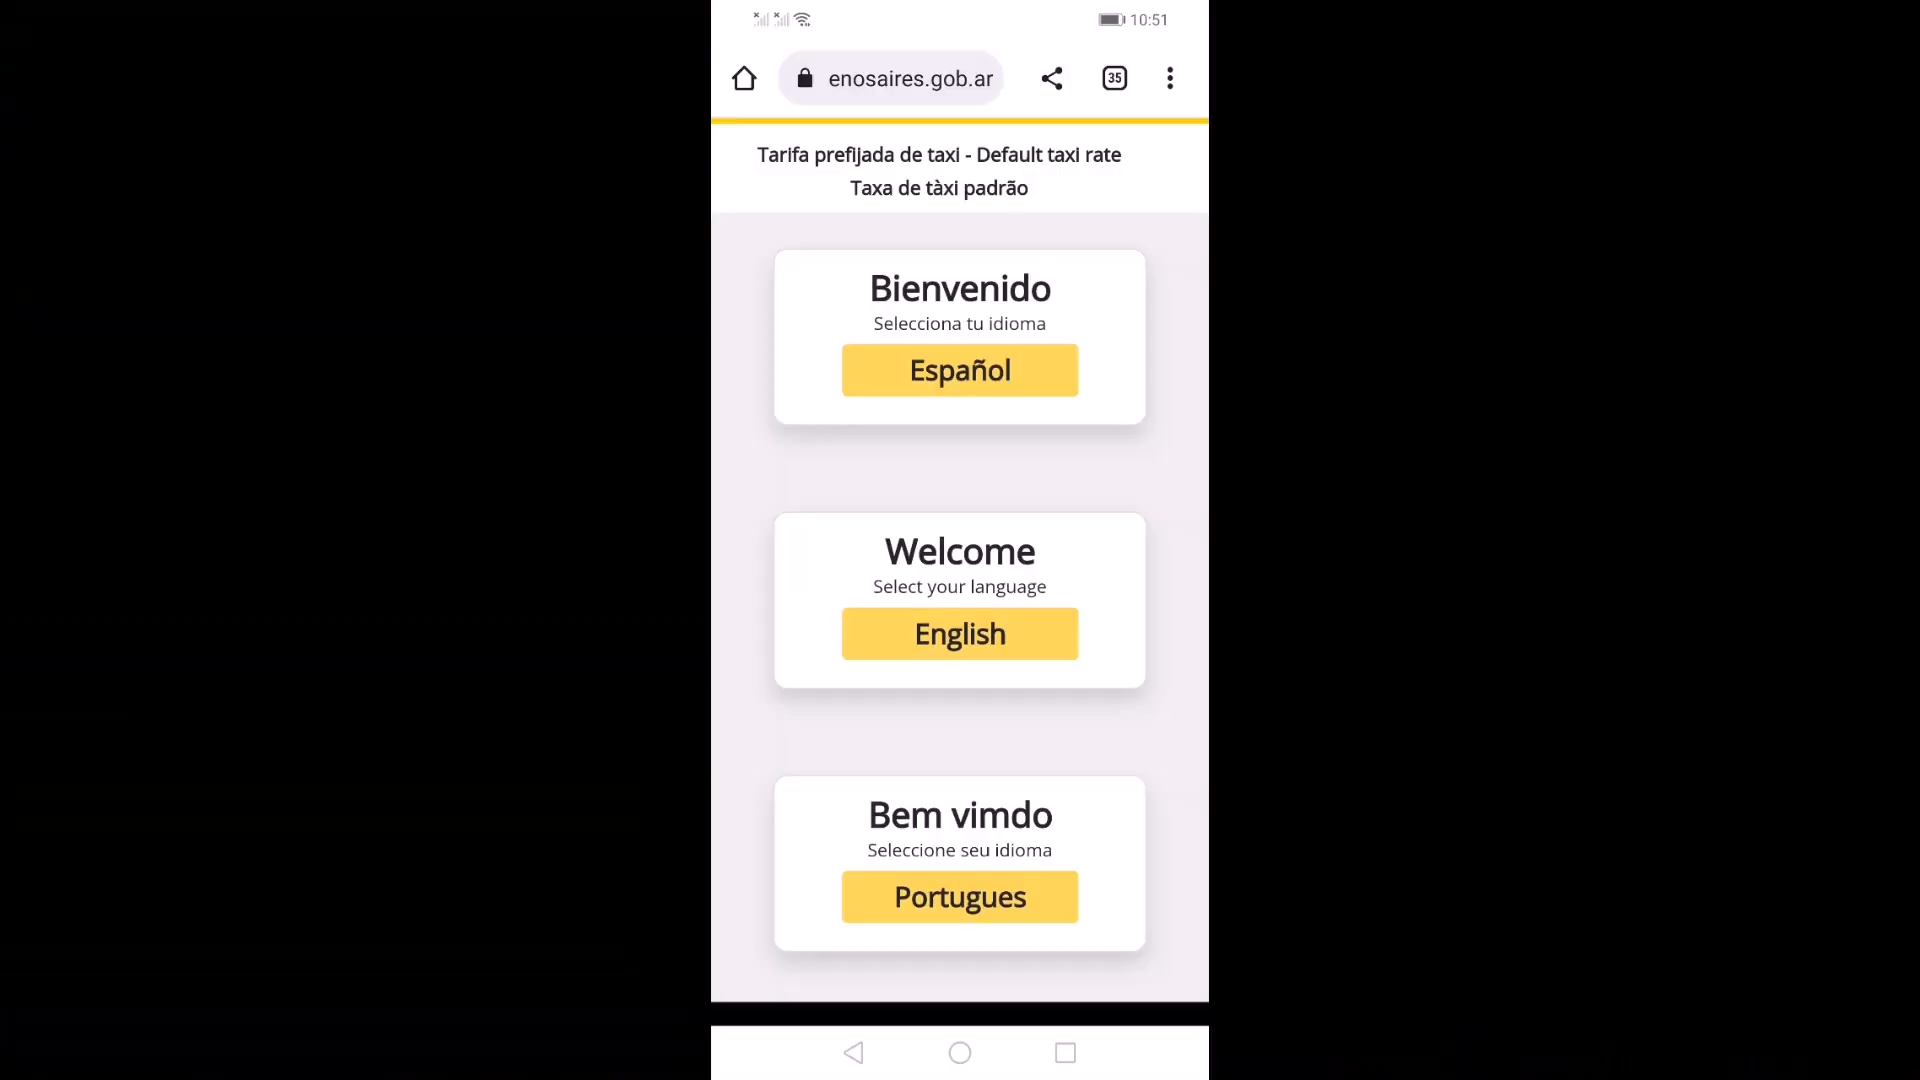 10:51
enosaires.gob.ar
35
Tarifa prefijada de taxi - Default taxi rate
Taxa de tàxi padrão
Bienvenido
Selecciona tu idioma
Español
Welcome
Select your language
English
Bem vimdo
Seleccione seu idioma
Portugues